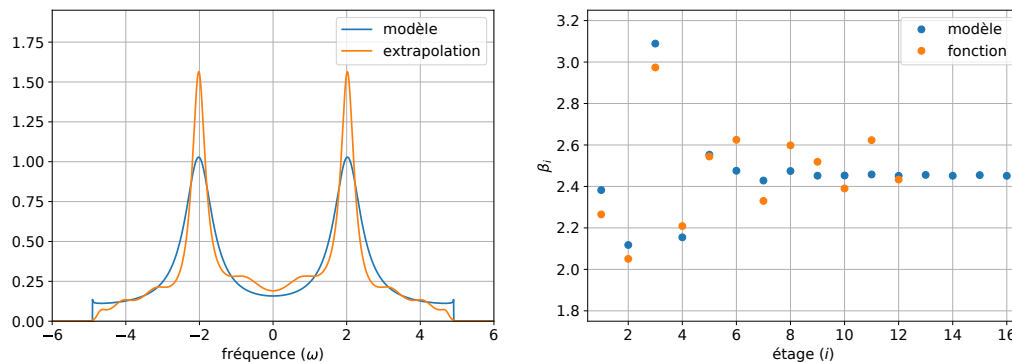 modèle
extrapolation
1.75
1.50
1.25
1.00
0.75
0.50
0.25
0.00
−6 −4 −2 0 2 4 6
fréquence (ω)
modèle
fonction
3.2
3.0
2.8
2.6
2.4
2.2
2.0
1.8
βi
2 4 6 8 10 12 14 16
étage (i)